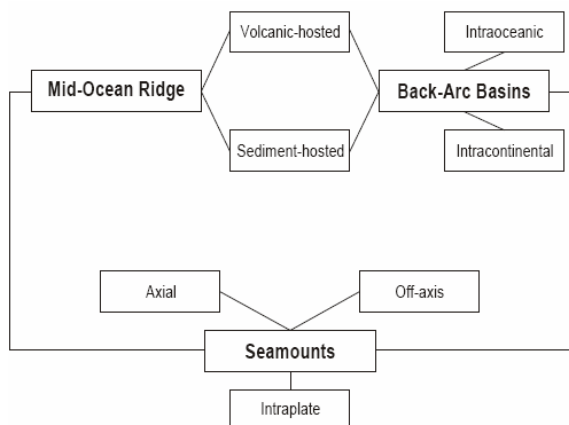 Volcanic-hosted
Intraoceanic
Mid-Ocean Ridge
Back-Arc Basins
Sediment-hosted
Intracontinental
Axial
Off-axis
Seamounts
Intraplate